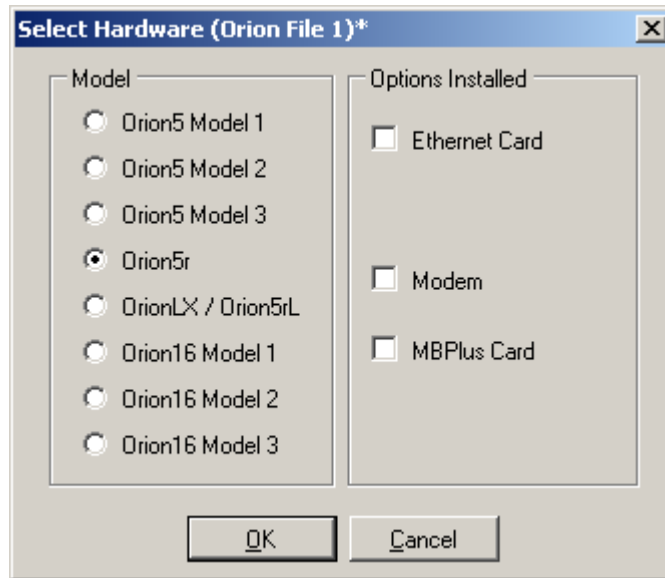 Select Hardware (Orion File 1)*
Model
Orion5 Model 1
Orion5 Model 2
Orion5 Model 3
Orion5r
OrionLX / Orion5rL
Orion16 Model 1
Orion16 Model 2
Orion16 Model 3
Options Installed
Ethernet Card
Modem
MBPlus Card
OK
Cancel